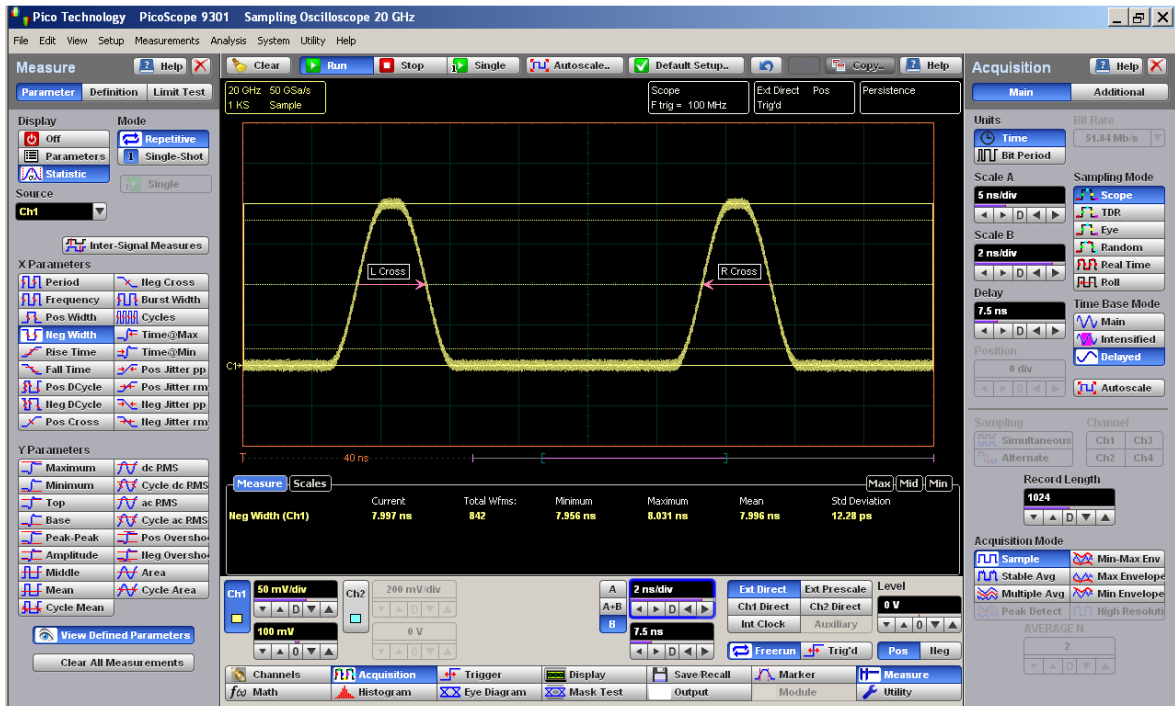 Pico Technology PicoScope 9301 Sampling Oscilloscope 20 GHz
File Edit View Setup Measurements Analysis System Utility Help
Measure
Help
Parameter Definition Limit Test
Display
Off
Parameters
Statistic
Mode
Repetitive
Single-Shot
Single
Source
Ch1
Inter-Signal Measures
X Parameters
Period Neg Cross
Frequency Burst Width
Pos Width Cycles
Neg Width Time@Max
Rise Time Time@Min
Fall Time Pos Jitter pp
Pos DCycle Pos Jitter rm
Neg DCycle Neg Jitter pp
Pos Cross Neg Jitter rm
Y Parameters
Maximum dc RMS
Minimum Cycle dc RMS
Top ac RMS
Base Cycle ac RMS
Peak-Peak Pos Oversho
Amplitude Neg Oversho
Middle Area
Mean Cycle Area
Cycle Mean
View Defined Parameters
Clear All Measurements
Clear Run Stop Single Autoscale.. Default Setup.. Copy.. Help
20 GHz 50 GSa/s
1 KS Sample
Scope
F trig = 100 MHz
Ext Direct Pos
Trig'd
Persistence
L Cross
R Cross
C1
T 40 ns
Measure Scales Max Mid Min
Current Total Wfms: Minimum Maximum Mean Std Deviation
Neg Width (Ch1) 7.997 ns 842 7.956 ns 8.031 ns 7.996 ns 12.28 ps
Ch1
50 mV/div
100 mV
Ch2
200 mV/div
0 V
A
A+B
B
2 ns/div
7.5 ns
Ext Direct Ext Prescale
Ch1 Direct Ch2 Direct
Int Clock Auxiliary
Freerun Trig'd
Level
0 V
Pos Neg
Channels Acquisition Trigger Display Save/Recall Marker Measure
f(x) Math Histogram Eye Diagram Mask Test Output Module Utility
Acquisition
Help
Main Additional
Units
Time
Bit Period
Bit Rate
51.84 Mb/s
Scale A
5 ns/div
Scale B
2 ns/div
Delay
7.5 ns
Position
0 div
Sampling Mode
Scope
TDR
Eye
Random
Real Time
Roll
Time Base Mode
Main
Intensified
Delayed
Autoscale
Sampling
Simultaneous
Alternate
Channel
Ch1 Ch3
Ch2 Ch4
Record Length
1024
Acquisition Mode
Sample Min-Max Env
Stable Avg Max Envelope
Multiple Avg Min Envelope
Peak Detect High Resoluti
AVERAGE N
2